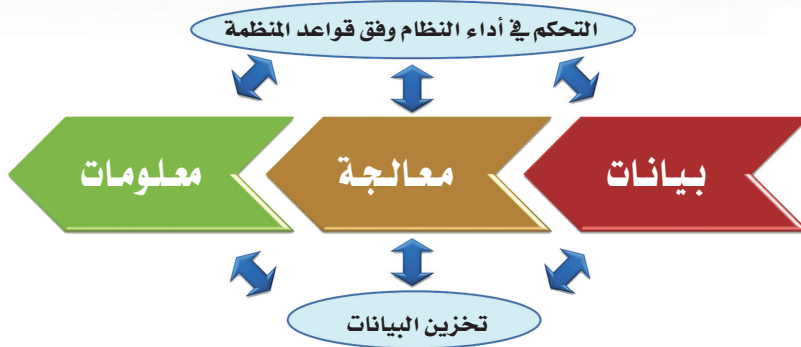 التحكم في أداء النظام وفق قواعد المنظمة
بيانات
معالجة
معلومات
تخزين البيانات